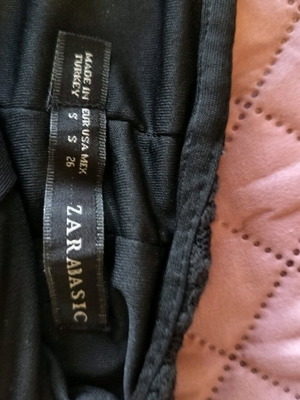 MADE IN
TURKEY
EUR USA MEX
S S 26
ZARA BASIC